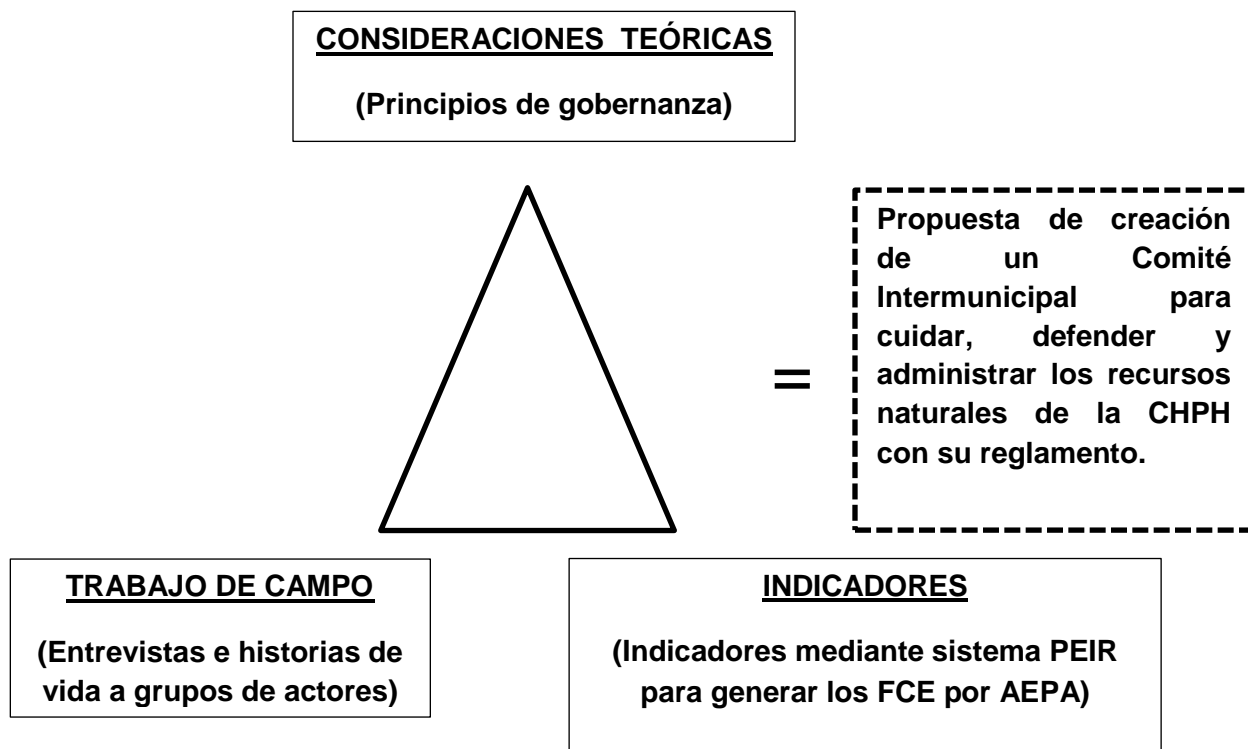 CONSIDERACIONES TEÓRICAS
(Principios de gobernanza)
Propuesta de creación
de un Comité
Intermunicipal para
cuidar, defender y
administrar los recursos
naturales de la CHPH
con su reglamento.
=
TRABAJO DE CAMPO
(Entrevistas e historias de
vida a grupos de actores)
INDICADORES
(Indicadores mediante sistema PEIR
para generar los FCE por AEPA)